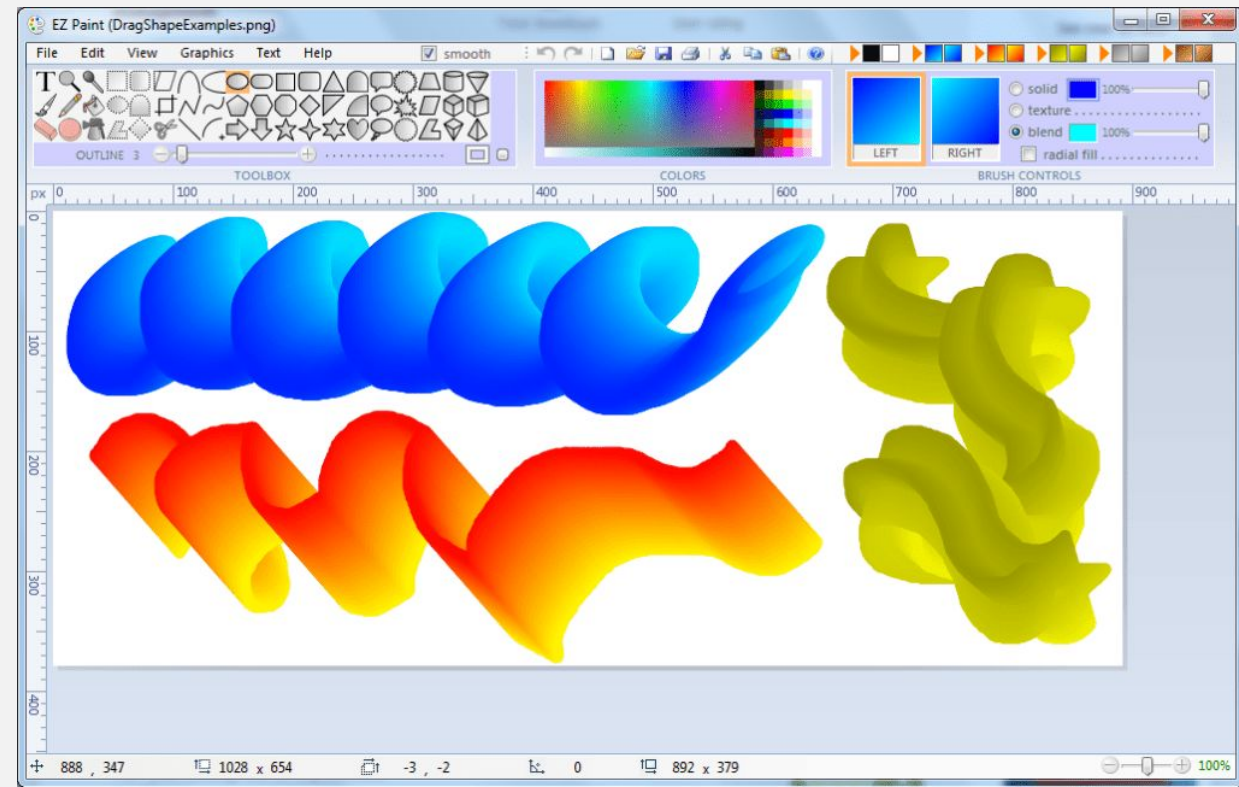 EZ Paint (DragShapeExamples.png)
File Edit View Graphics Text Help smooth
T
solid 100%
texture
blend 100%
radial fill
LEFT RIGHT
OUTLINE 3
TOOLBOX COLORS BRUSH CONTROLS
px 0 100 200 300 400 500 600 700 800 900
0
100
200
300
400
888 , 347 1028 x 654 -3 , -2 0 892 x 379 100%